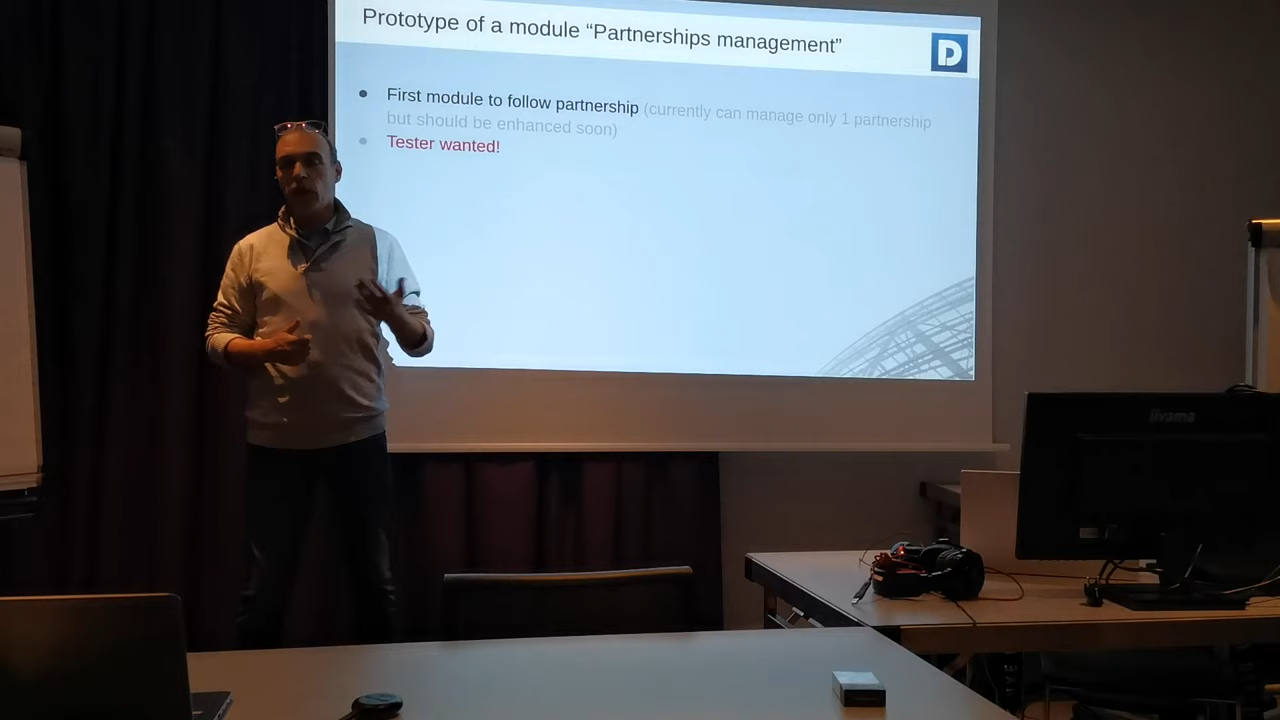 Prototype of a module “Partnerships management”
D
First module to follow partnership (currently can manage only 1 partnership
but should be enhanced soon)
Tester wanted!
iiyama